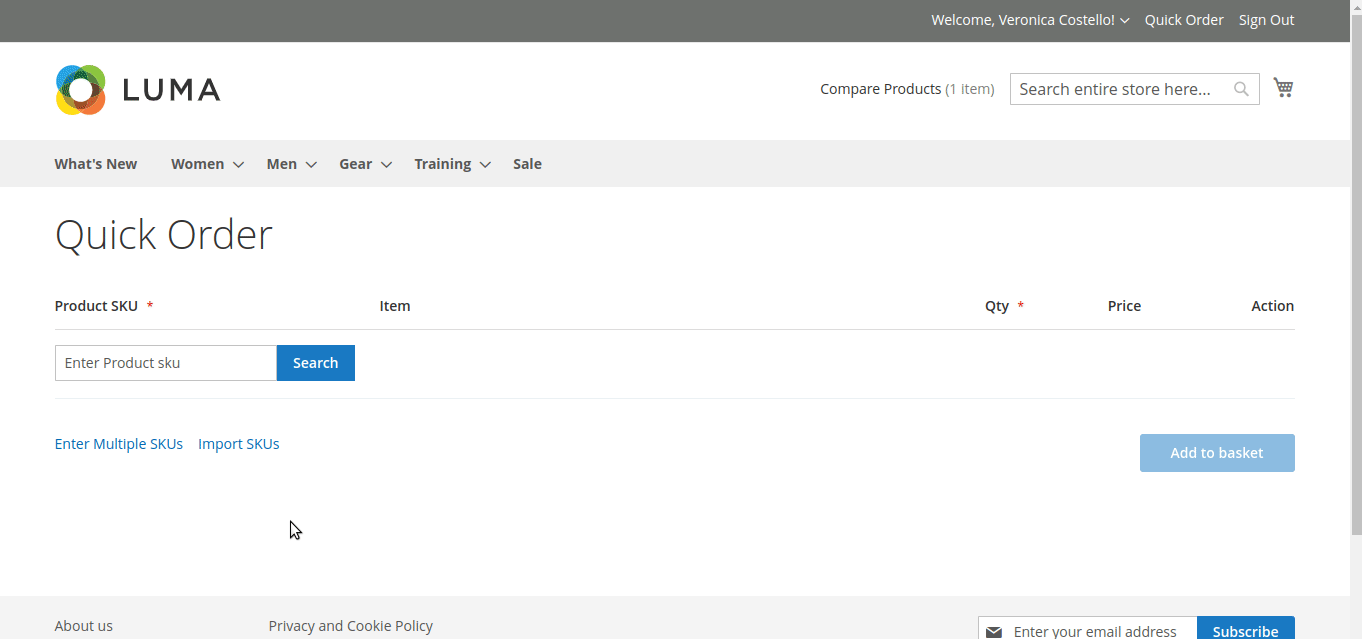 Welcome, Veronica Costello! Quick Order Sign Out
LUMA
Compare Products (1 item) Search entire store here...
What's New Women Men Gear Training Sale
Quick Order
Product SKU * Item Qty * Price Action
Enter Product sku Search
Enter Multiple SKUs Import SKUs
Add to basket
About us Privacy and Cookie Policy Enter your email address Subscribe